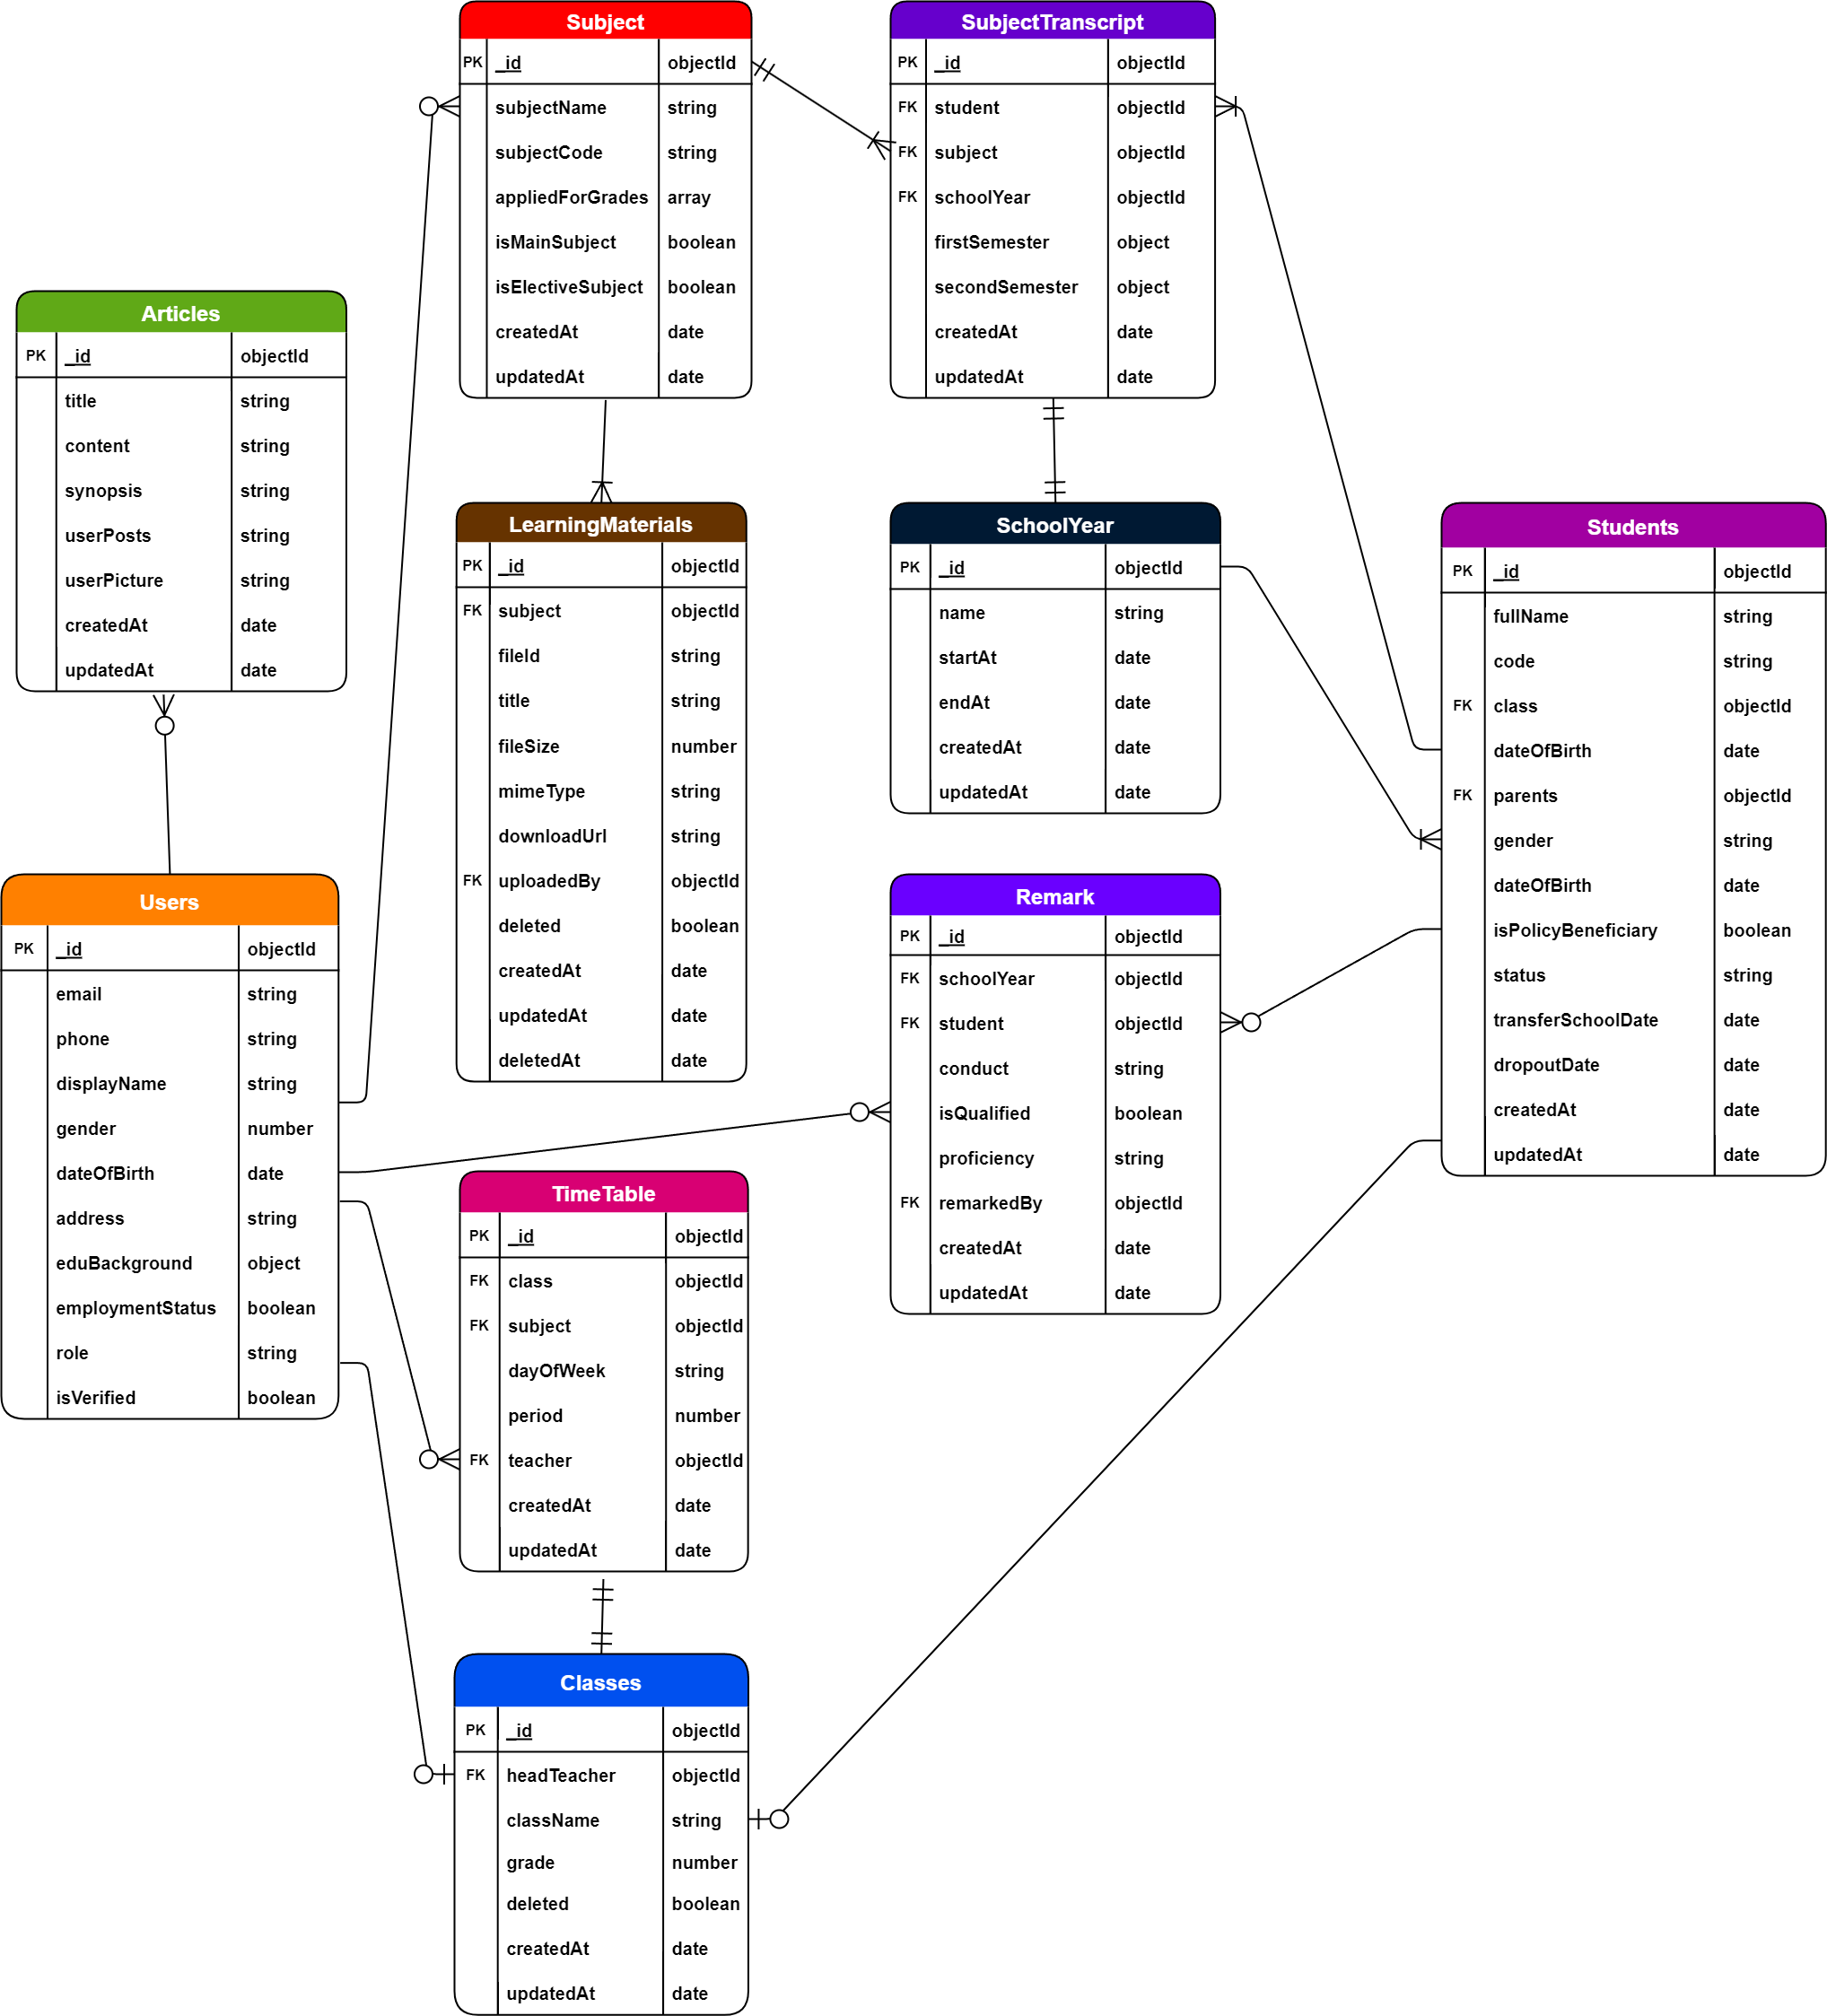 Subject
PK _id objectId
subjectName string
subjectCode string
appliedForGrades array
isMainSubject boolean
isElectiveSubject boolean
createdAt date
updatedAt date
SubjectTranscript
PK _id objectId
FK student objectId
FK subject objectId
FK schoolYear objectId
firstSemester object
secondSemester object
createdAt date
updatedAt date
Articles
PK _id objectId
title string
content string
synopsis string
userPosts string
userPicture string
createdAt date
updatedAt date
LearningMaterials
PK _id objectId
FK subject objectId
fileId string
title string
fileSize number
mimeType string
downloadUrl string
FK uploadedBy objectId
deleted boolean
createdAt date
updatedAt date
deletedAt date
SchoolYear
PK _id objectId
name string
startAt date
endAt date
createdAt date
updatedAt date
Students
PK _id objectId
fullName string
code string
FK class objectId
dateOfBirth date
FK parents objectId
gender string
dateOfBirth date
isPolicyBeneficiary boolean
status string
transferSchoolDate date
dropoutDate date
createdAt date
updatedAt date
Users
PK _id objectId
email string
phone string
displayName string
gender number
dateOfBirth date
address string
eduBackground object
employmentStatus boolean
role string
isVerified boolean
Remark
PK _id objectId
FK schoolYear objectId
FK student objectId
conduct string
isQualified boolean
proficiency string
FK remarkedBy objectId
createdAt date
updatedAt date
TimeTable
PK _id objectId
FK class objectId
FK subject objectId
dayOfWeek string
period number
FK teacher objectId
createdAt date
updatedAt date
Classes
PK _id objectId
FK headTeacher objectId
className string
grade number
deleted boolean
createdAt date
updatedAt date